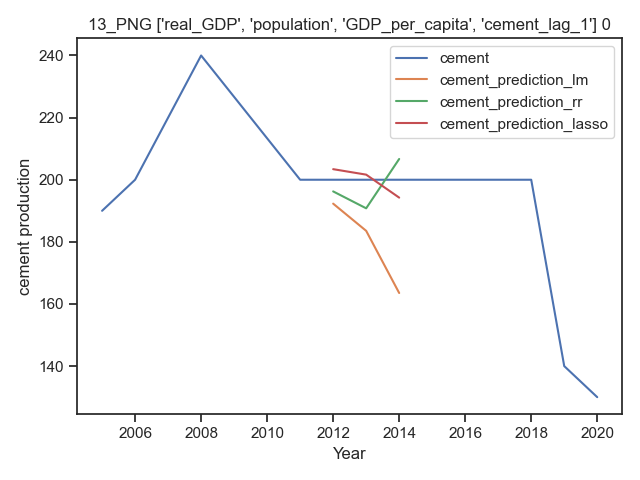 13_PNG ['real_GDP', 'population', 'GDP_per_capita', 'cement_lag_1'] 0
cement
cement_prediction_lm
cement_prediction_rr
cement_prediction_lasso
cement production
240
220
200
180
160
140
2006 2008 2010 2012 2014 2016 2018 2020
Year